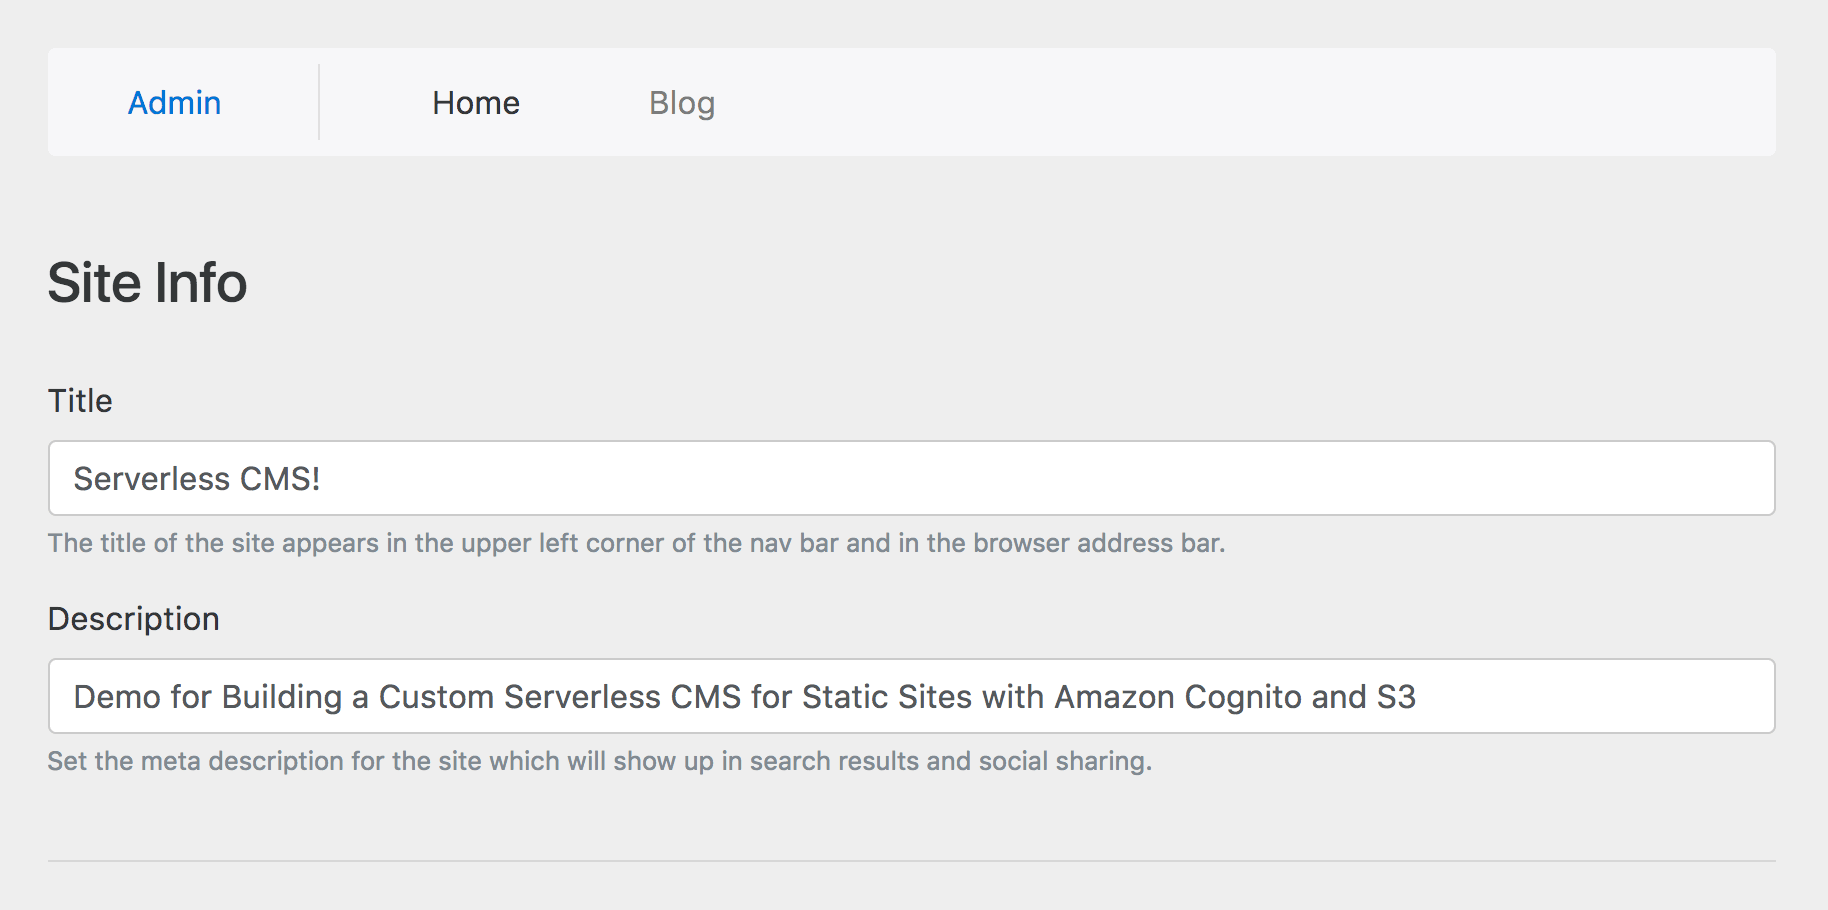 Admin Home Blog
Site Info
Title
Serverless CMS!
The title of the site appears in the upper left corner of the nav bar and in the browser address bar.
Description
Demo for Building a Custom Serverless CMS for Static Sites with Amazon Cognito and S3
Set the meta description for the site which will show up in search results and social sharing.